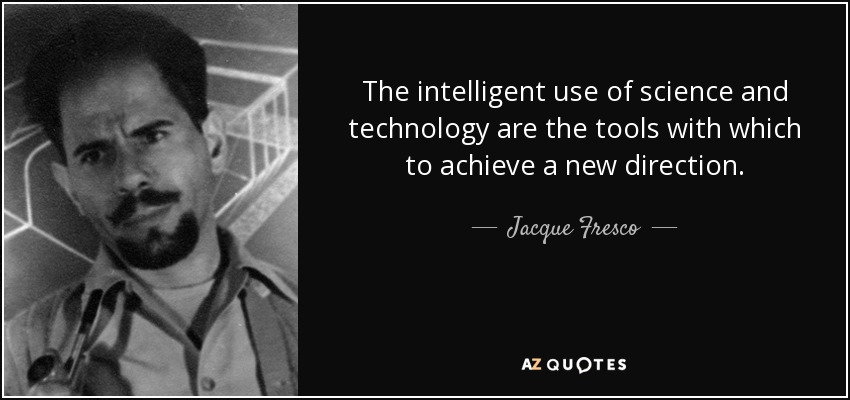 The intelligent use of science and
technology are the tools with which
to achieve a new direction.
— Jacque Fresco —
AZ QUOTES